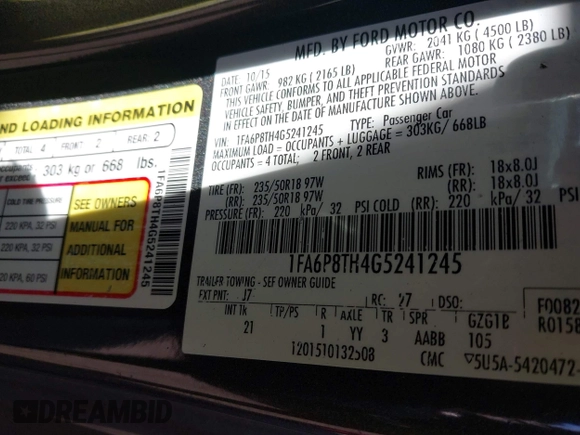 ND LOADING INFORMATION
TOTAL 4 FRONT 2 REAR 2
303 kg or 668 lbs.
COLD TIRE PRESSURE
SEE OWNERS
MANUAL FOR
ADDITIONAL
INFORMATION
220 KPA, 32 PSI
220 KPA, 32 PSI
420 KPA, 60 PSI
1FA6P8TH4G5241245
MFD. BY FORD MOTOR CO.
DATE: 10/15 GVWR: 2041 KG ( 4500 LB)
FRONT GAWR: 982 KG ( 2165 LB) REAR GAWR: 1080 KG ( 2380 LB)
THIS VEHICLE CONFORMS TO ALL APPLICABLE FEDERAL MOTOR
VEHICLE SAFETY, BUMPER, AND THEFT PREVENTION STANDARDS
IN EFFECT ON THE DATE OF MANUFACTURE SHOWN ABOVE.
VIN: 1FA6P8TH4G5241245 TYPE: Passenger Car
MAXIMUM LOAD = OCCUPANTS + LUGGAGE = 303KG/ 668LB
OCCUPANTS = 4 TOTAL; 2 FRONT, 2 REAR
TIRE (FR): 235/50R18 97W RIMS (FR): 18x8.0J
(RR): 235/50R18 97W (RR): 18x8.0J
PRESSURE (FR): 220 kPa/ 32 PSI COLD (RR): 220 kPa/ 32 PSI
1FA6P8TH4G5241245
TRAILER TOWING - SEE OWNER GUIDE
EXT PNT: J7 RC: 27 DSO: F0082
INT TR TP/PS R AXLE TR SPR GZG1B R015
21 1 YY 3 AABB 105
1201510132508 CMC 5U5A-5420472-
DREAMBID